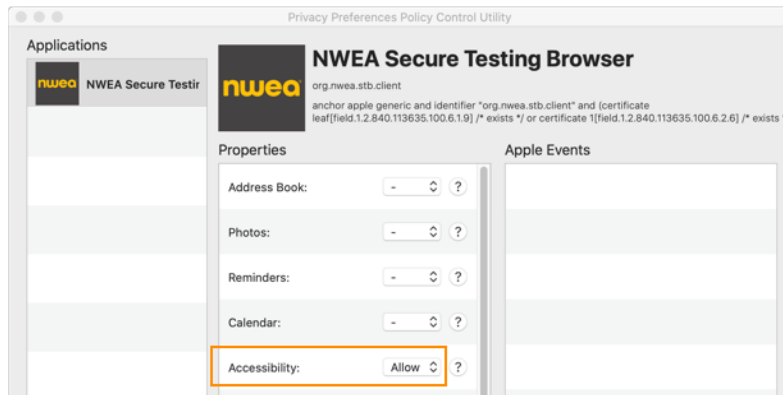 Privacy Preferences Policy Control Utility
Applications
nwea NWEA Secure Testir
nwea
NWEA Secure Testing Browser
org.nwea.stb.client
anchor apple generic and identifier "org.nwea.stb.client" and (certificate
leaf[field.1.2.840.113635.100.6.1.9] /* exists */ or certificate 1[field.1.2.840.113635.100.6.2.6] /* exists *
Properties
Apple Events
Address Book: - ?
Photos: - ?
Reminders: - ?
Calendar: - ?
Accessibility: Allow ?